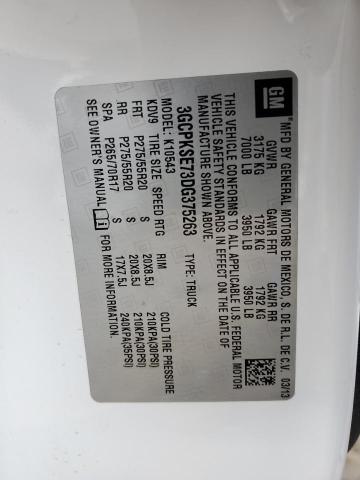 GM
MFD BY GENERAL MOTORS DE MEXICO, S. DE R.L. DE C.V. 03/13
GVWR GAWR FRT GAWR RR
3175 KG 1792 KG 1792 KG
7000 LB 3950 LB 3950 LB
THIS VEHICLE CONFORMS TO ALL APPLICABLE U.S. FEDERAL MOTOR
VEHICLE SAFETY STANDARDS IN EFFECT ON THE DATE OF
MANUFACTURE SHOWN ABOVE.
3GCPKSE73DG375263 TYPE: TRUCK
MODEL: K10543
KDV9 TIRE SIZE SPEED RTG RIM COLD TIRE PRESSURE
FRT P275/55R20 S 20X8.5J 210KPA(30PSI)
RR P275/55R20 S 20X8.5J 210KPA(30PSI)
SPA P265/70R17 S 17X7.5J 240KPA(35PSI)
SEE OWNER'S MANUAL i FOR MORE INFORMATION.